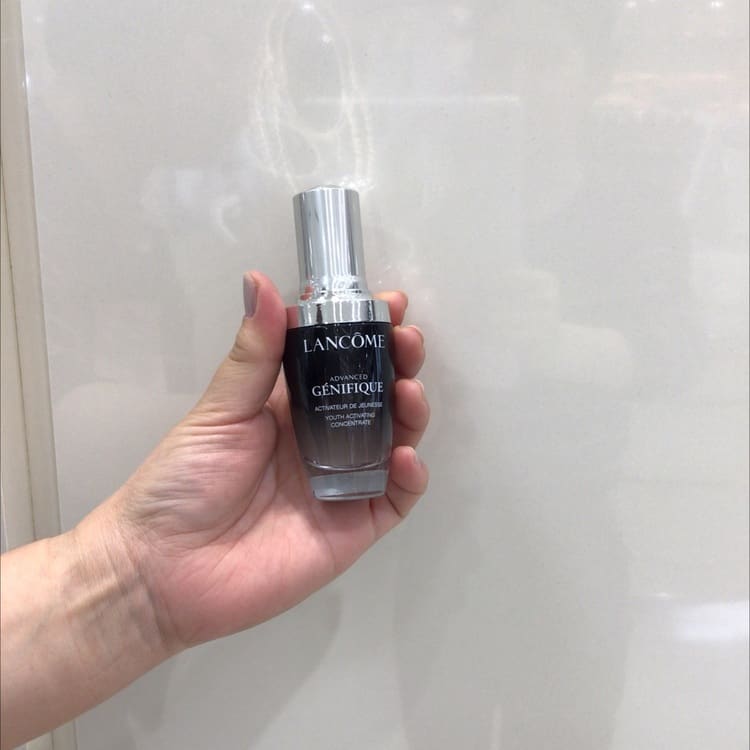 LANCÔME
ADVANCED
GÉNIFIQUE
ACTIVATEUR DE JEUNESSE
YOUTH ACTIVATING
CONCENTRATE